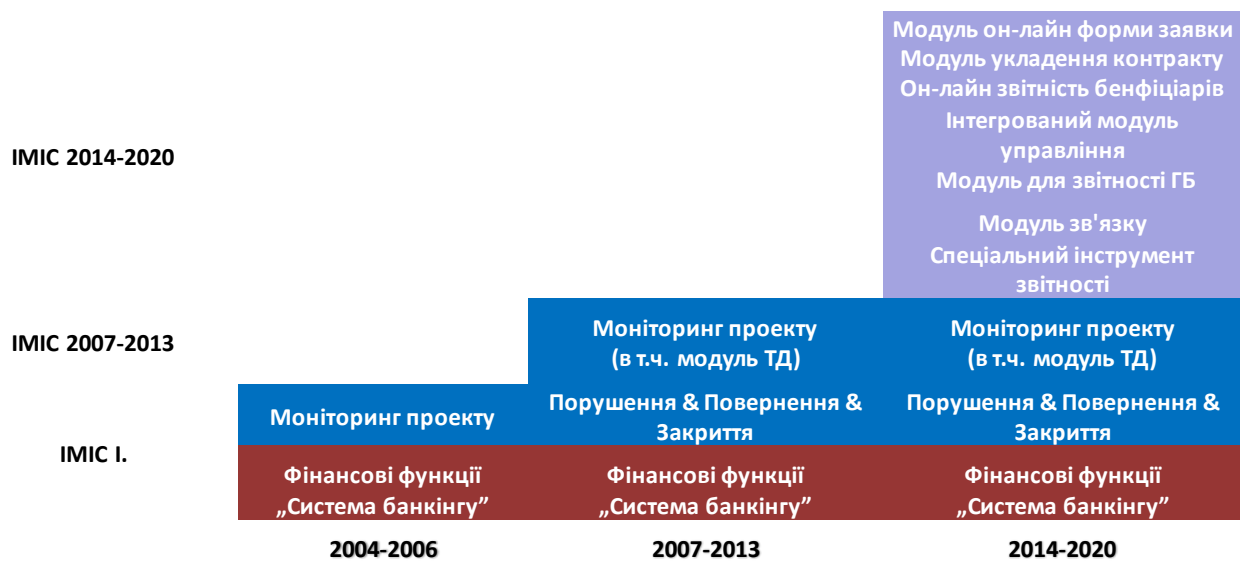 Модуль он-лайн форми заявки
Модуль укладення контракту
Он-лайн звітність бенфіціарів
Інтегрований модуль
управління
Модуль для звітності ГБ
Модуль зв'язку
Спеціальний інструмент
звітності
ІМІС 2014-2020
ІМІС 2007-2013
Моніторинг проекту
(в т.ч. модуль ТД)
Моніторинг проекту
(в т.ч. модуль ТД)
ІМІС І.
Моніторинг проекту
Порушення & Повернення &
Закриття
Порушення & Повернення &
Закриття
Фінансові функції
„Система банкінгу”
Фінансові функції
„Система банкінгу”
Фінансові функції
„Система банкінгу”
2004-2006
2007-2013
2014-2020